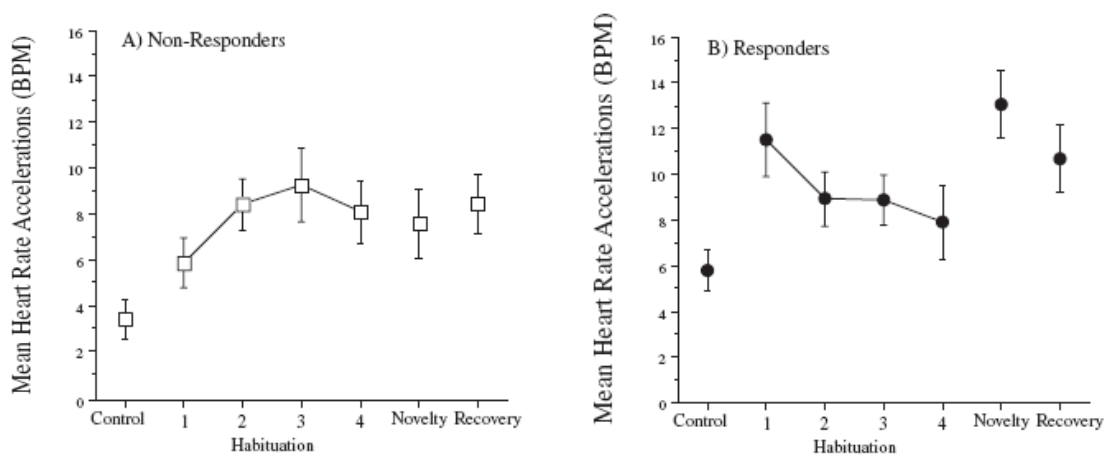 A) Non-Responders
Mean Heart Rate Accelerations (BPM)
16
14
12
10
8
6
4
2
0
Control 1 2 3 4 Novelty Recovery
Habituation
B) Responders
Mean Heart Rate Accelerations (BPM)
16
14
12
10
8
6
4
2
0
Control 1 2 3 4 Novelty Recovery
Habituation